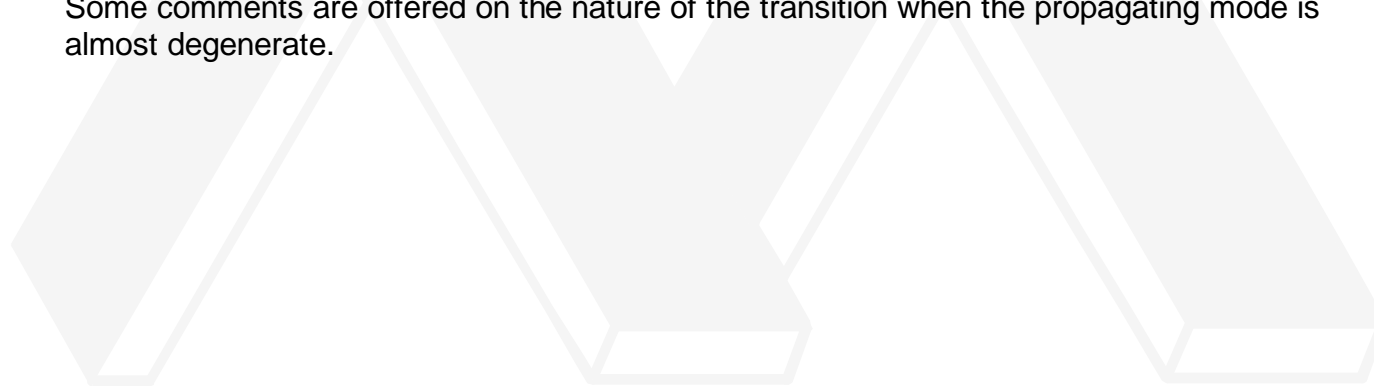 Some comments are offered on the nature of the transition when the propagating mode is
almost degenerate.